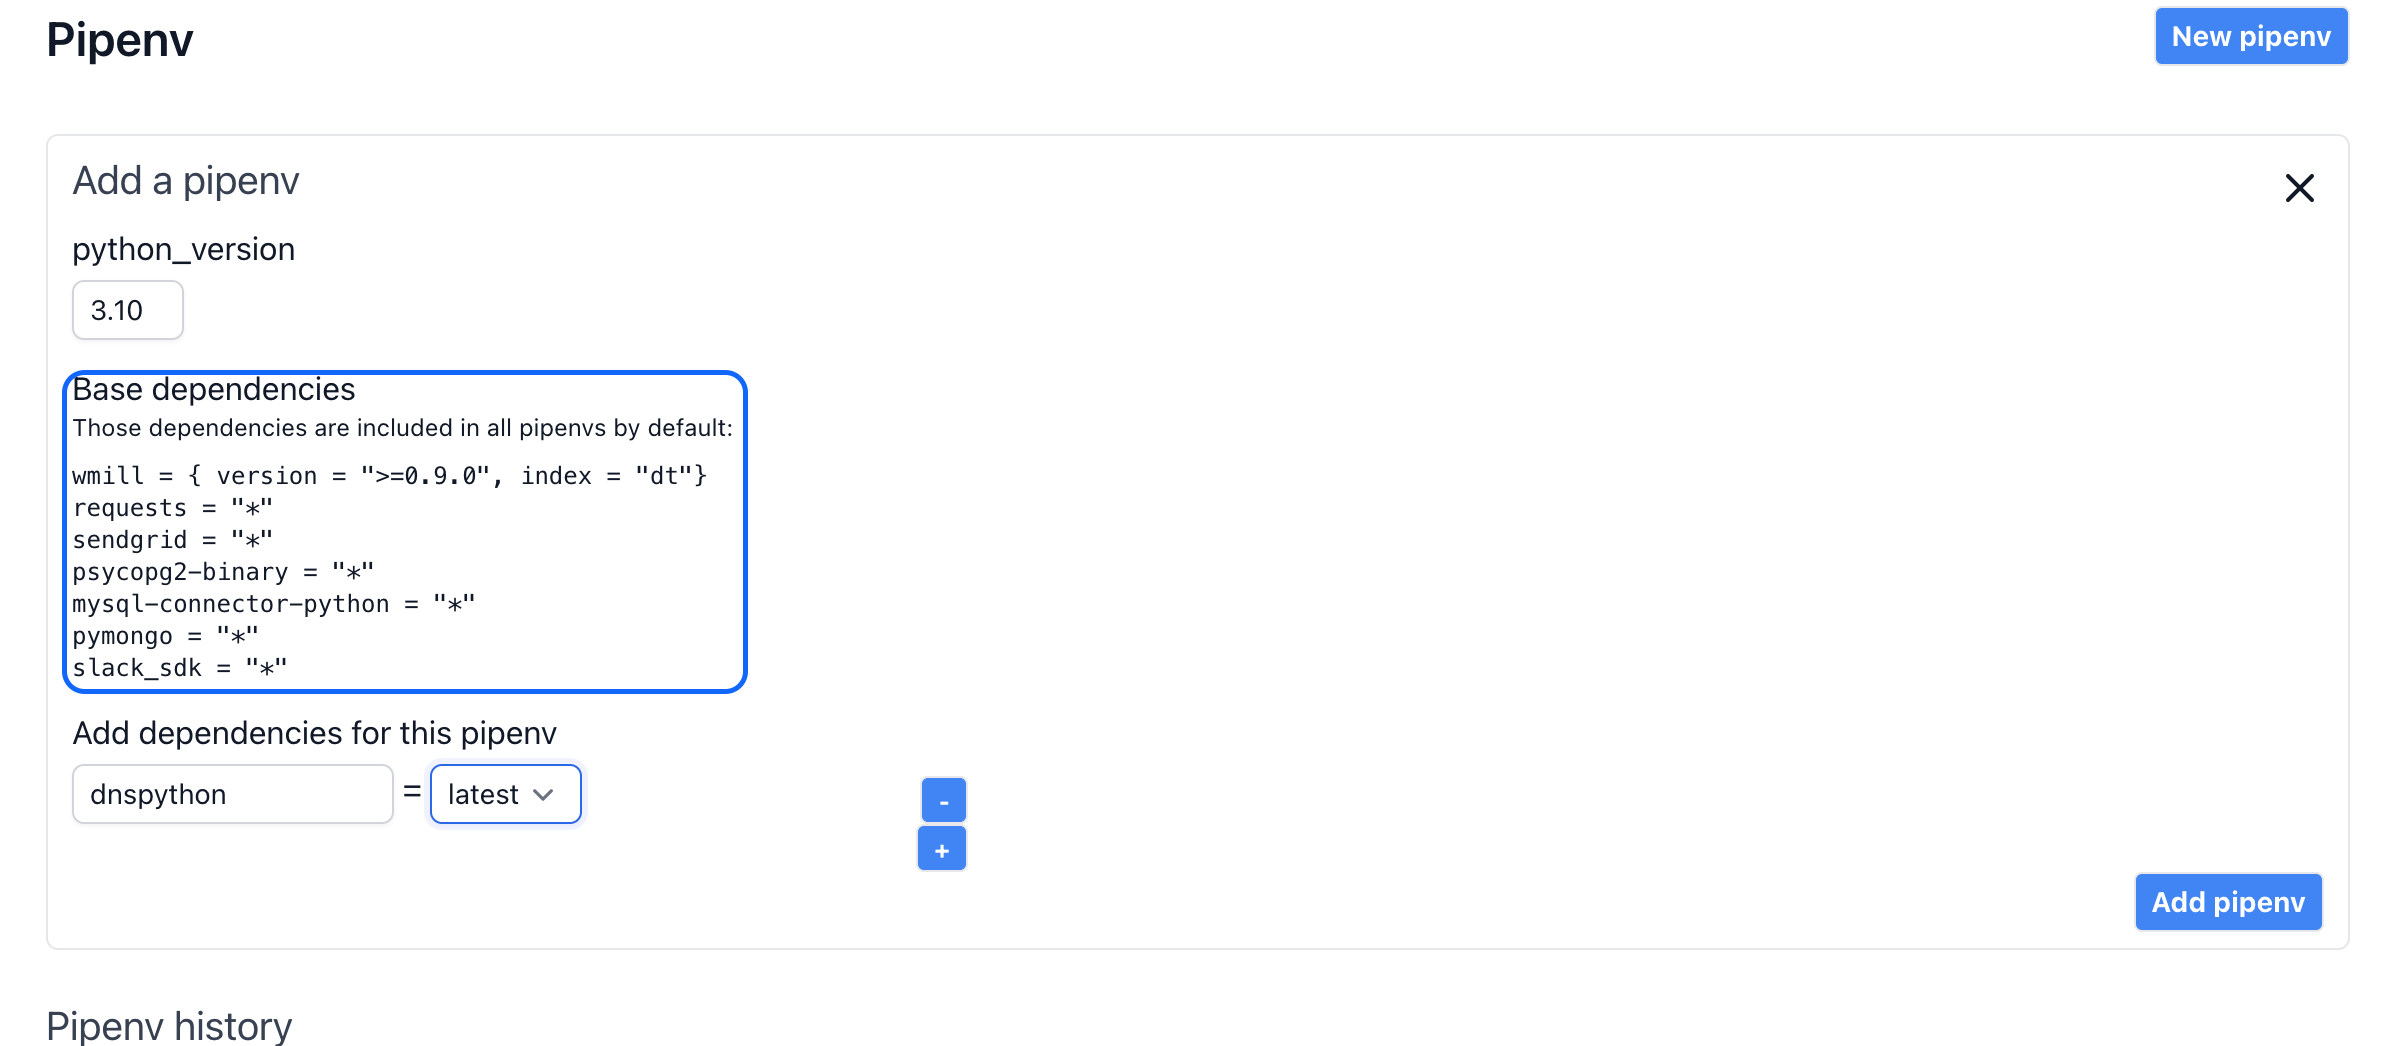 Pipenv
New pipenv
Add a pipenv
python_version
3.10
Base dependencies
Those dependencies are included in all pipenvs by default:
wmill = { version = ">=0.9.0", index = "dt"}
requests = "*"
sendgrid = "*"
psycopg2-binary = "*"
mysql-connector-python = "*"
pymongo = "*"
slack_sdk = "*"
Add dependencies for this pipenv
dnspython = latest -
+
Add pipenv
Pipenv history